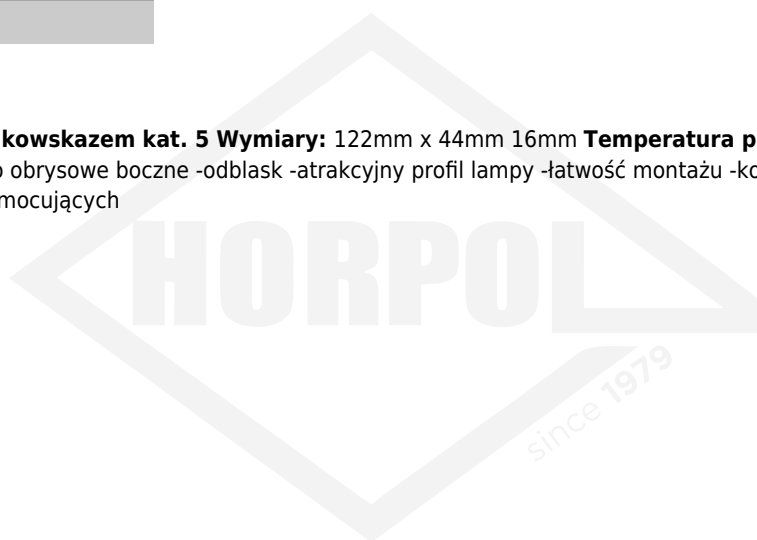 kowskazem kat. 5 Wymiary: 122mm x 44mm 16mm Temperatura p
obrysowe boczne -odblask -atrakcyjny profil lampy -łatwość montażu -ko
mocujących
HORPOL
since 1979